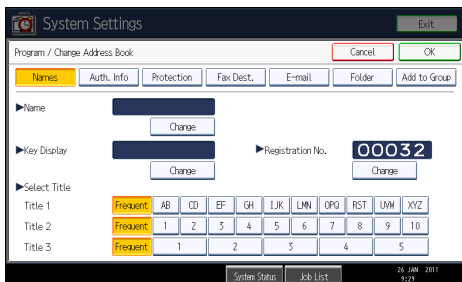 System Settings Exit
Program / Change Address Book Cancel OK
Names Auth. Info Protection Fax Dest. E-mail Folder Add to Group
▶Name
Change
▶Key Display ▶Registration No. 00032
Change Change
▶Select Title
Title 1 Frequent AB CD EF GH IJK LMN OPQ RST UVW XYZ
Title 2 Frequent 1 2 3 4 5 6 7 8 9 10
Title 3 Frequent 1 2 3 4 5
System Status Job List 26 JAN 2011
9:29